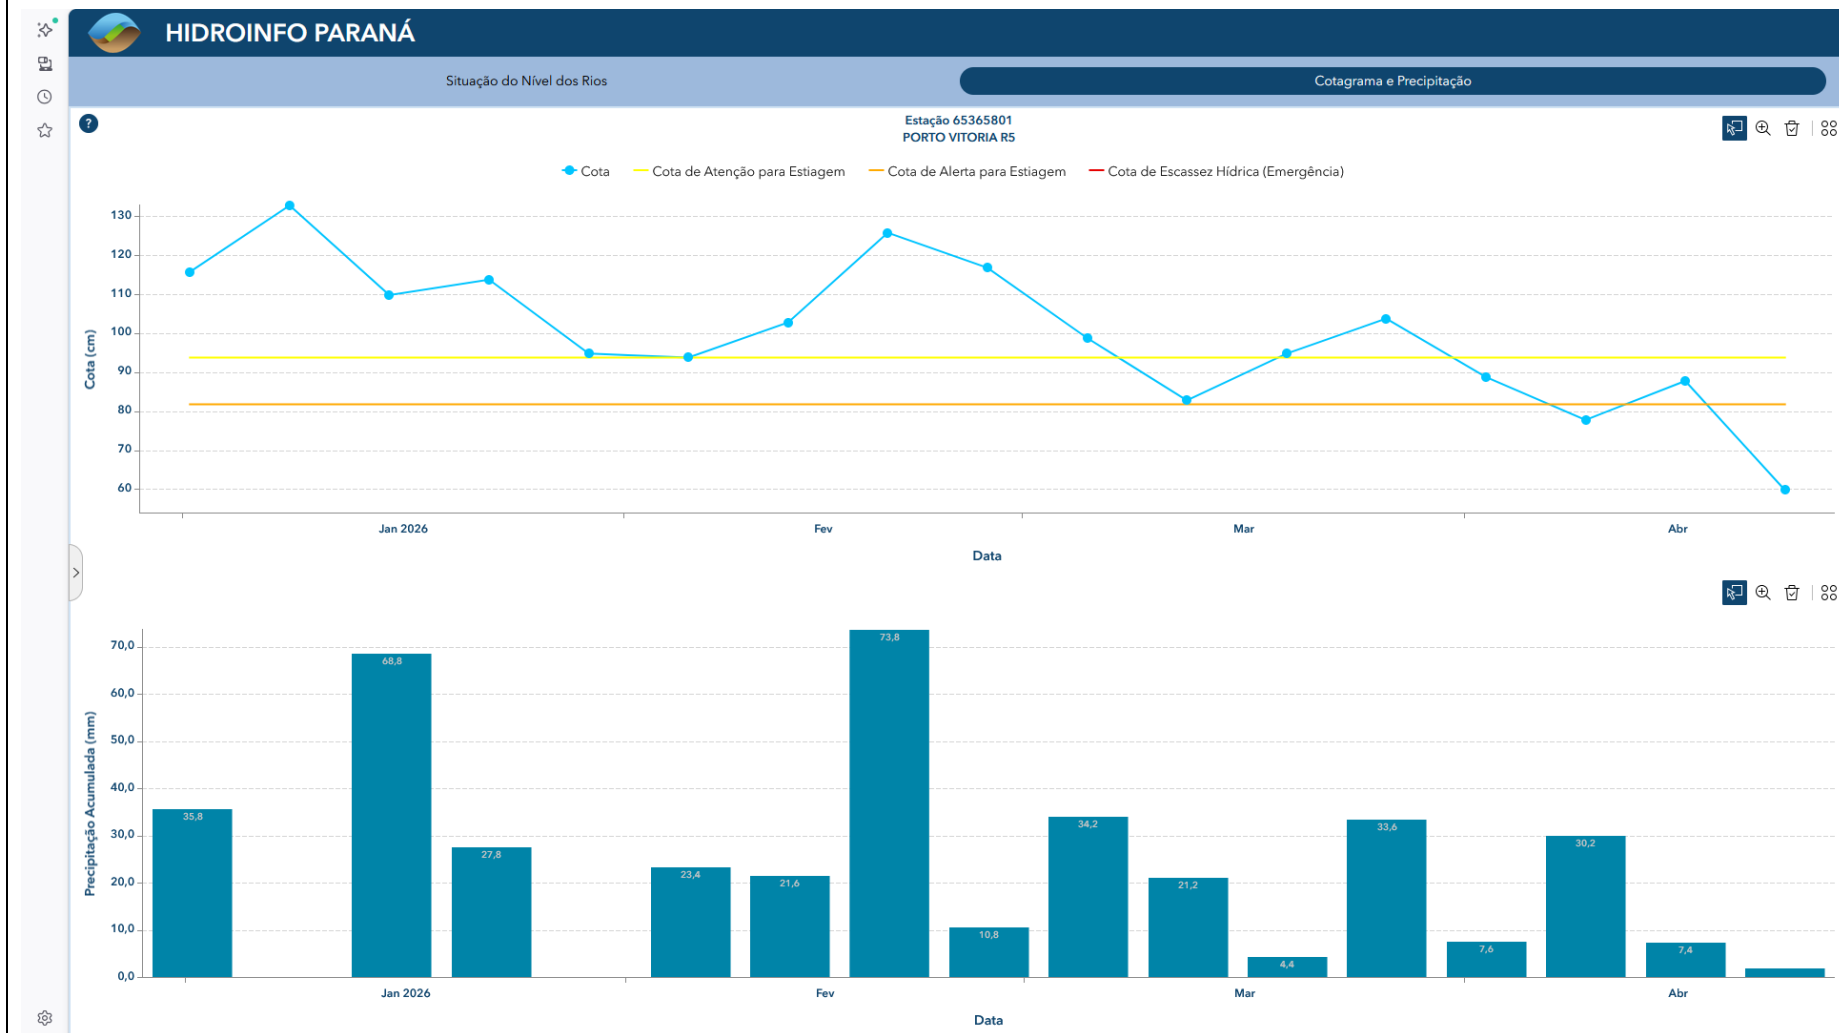 HIDROINFO PARANÁ
Situação do Nível dos Rios
Cotagrama e Precipitação
?
Estação 65365801
PORTO VITORIA R5
Cota
Cota de Atenção para Estiagem
Cota de Alerta para Estiagem
Cota de Escassez Hídrica (Emergência)
Cota (cm)
130
120
110
100
90
80
70
60
Jan 2026
Fev
Mar
Abr
Data
Precipitação Acumulada (mm)
70,0
60,0
50,0
40,0
30,0
20,0
10,0
0,0
35,8
68,8
27,8
23,4
21,6
73,8
10,8
34,2
21,2
4,4
33,6
7,6
30,2
7,4
Jan 2026
Fev
Mar
Abr
Data